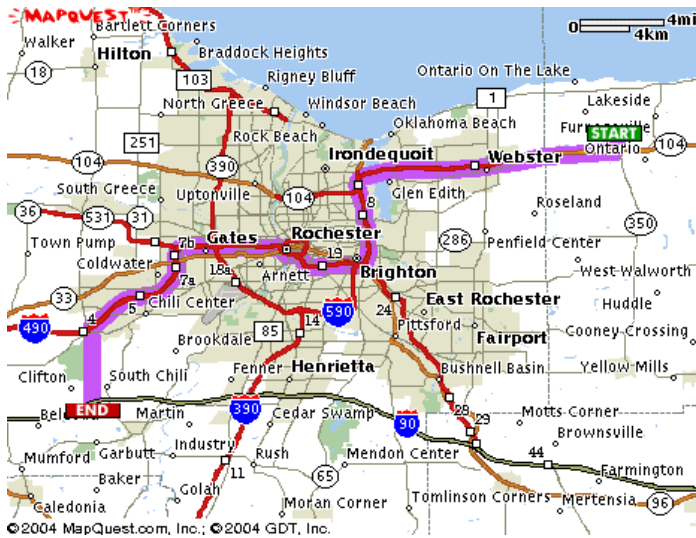 MAPQUEST
Bartlett Corners
0 4mi
4km
Walker
Hilton
Braddock Heights
18
103
Rigney Bluff
Ontario On The Lake
North Greece
Windsor Beach
1
Lakeside
251
Rock Beach
Oklahoma Beach
START
Irondequoit
Webster
Ontario
104
104
390
South Greece
Uptonville
104
Glen Edith
36
531
31
8
Roseland
Town Pump
Gates
Rochester
286
350
7b
19
Penfield Center
Coldwater
18a
Arnett
Brighton
West Walworth
7a
33
5
Chili Center
590
24
East Rochester
Huddle
490
4
85
14
Pittsford
Fairport
Cooney Crossing
Brookdale
Clifton
South Chili
Fenner
Henrietta
Bushnell Basin
Yellow Mills
END
Martin
390
Cedar Swamp
90
28
29
Motts Corner
Mumford
Garbutt
Industry
Rush
Mendon Center
Brownsville
44
Baker
11
65
Farmington
Golah
Caledonia
Moran Corner
Tomlinson Corners
Mertensia
96
©2004 MapQuest.com, Inc.; ©2004 GDT, Inc.